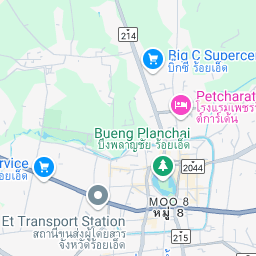 214
Big C Superce
บิ๊กซี ร้อยเอ็ด
Petcharat
โรงแรมเพชร
ัตการ์เด้น
Bueng Planchai
บึงพลาญชัย ร้อยเอ็ด
ervice
้อยเอ็ด
2044
MOO 8
หมู่ 8
Et Transport Station
สถานีขนส่งผู้โดยสาร
จังหวัดร้อยเอ็ด
232
215